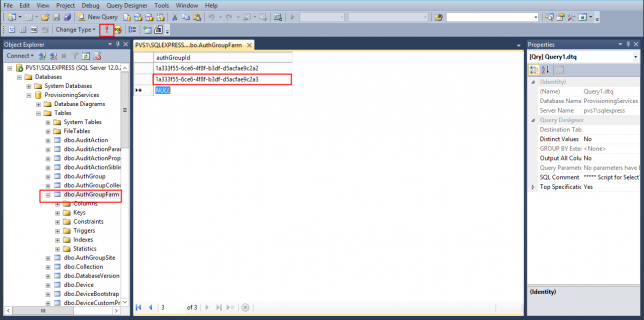 File Edit View Project Debug Query Designer Tools Window Help
New Query
Change Type
Object Explorer
Connect
PVS1\SQLEXPRESS (SQL Server 12.0.2
Databases
System Databases
ProvisioningServices
Database Diagrams
Tables
System Tables
FileTables
dbo.AuditAction
dbo.AuditActionParar
dbo.AuditActionProp
dbo.AuditActionSiblin
dbo.AuthGroup
dbo.AuthGroupCollec
dbo.AuthGroupFarm
Columns
Keys
Constraints
Triggers
Indexes
Statistics
dbo.AuthGroupSite
dbo.Collection
dbo.DatabaseVersion
dbo.Device
dbo.DeviceBootstrap
dbo.DeviceCustomPr
PVS1\SQLEXPRESS....bo.AuthGroupFarm
authGroupId
1a333f55-6ce6-4f8f-b3df-d5acfae9c2a2
1a333f55-6ce6-4f8f-b3df-d5acfae9c2a3
NULL
3 of 3
Properties
[Qry] Query1.dtq
(Identity)
(Name) Query1.dtq
Database Name ProvisioningServices
Server Name pvs1\sqlexpress
Query Designer
Destination Tab
Distinct Values No
GROUP BY Exter <None>
Output All Colu No
Query Paramete No parameters have b
SQL Comment ***** Script for Select
Top Specificatic Yes
(Identity)